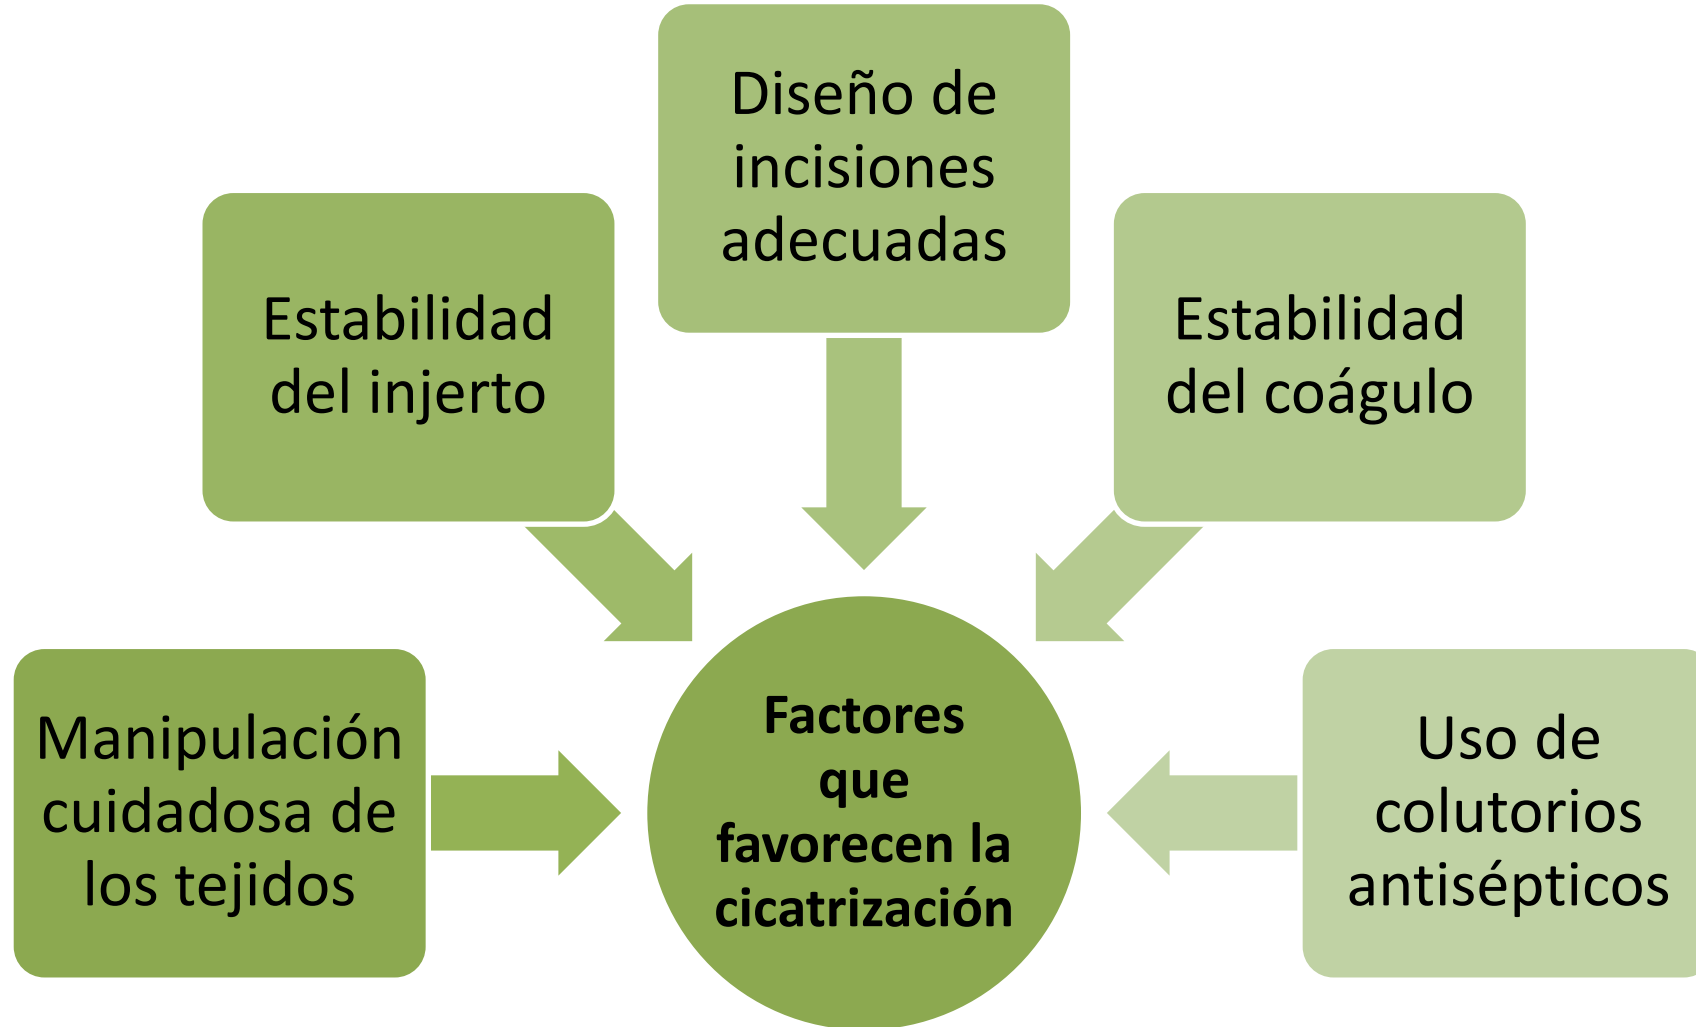 Diseño de
incisiones
adecuadas
Estabilidad
del injerto
Estabilidad
del coágulo
Manipulación
cuidadosa de
los tejidos
Factores
que
favorecen la
cicatrización
Uso de
colutorios
antisépticos